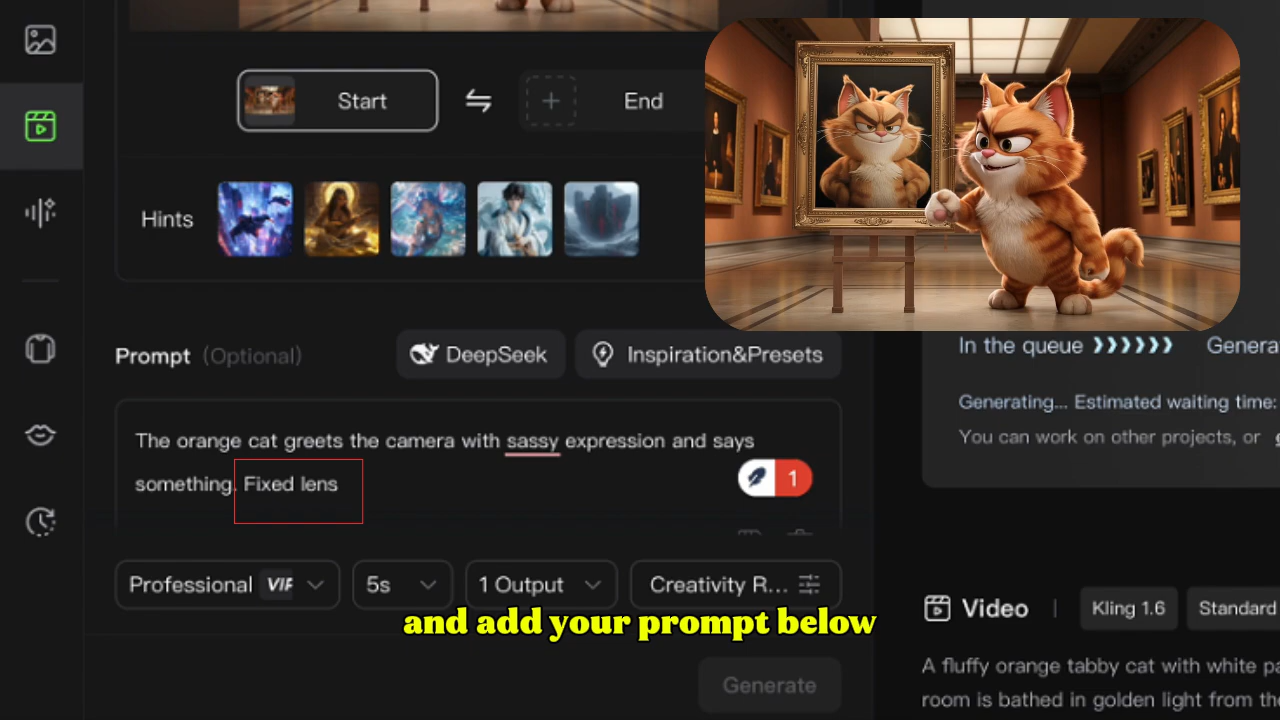 Start
End
Hints
Prompt (Optional)
DeepSeek
Inspiration&Presets
The orange cat greets the camera with sassy expression and says
something. Fixed lens
1
Professional
5s
1 Output
Creativity R...
and add your prompt below
Generate
In the queue
Generating... Estimated waiting time:
You can work on other projects, or
Video
Kling 1.6
Standard
A fluffy orange tabby cat with white
room is bathed in golden light from